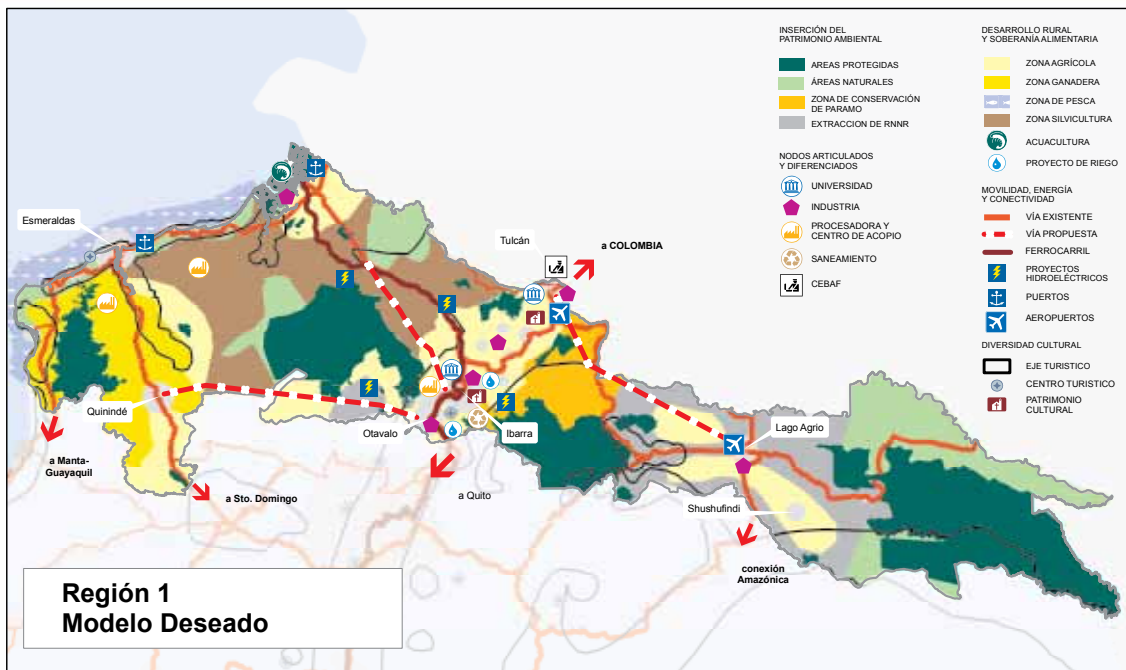 INSERCIÓN DEL
PATRIMONIO AMBIENTAL
AREAS PROTEGIDAS
ÁREAS NATURALES
ZONA DE CONSERVACIÓN
DE PARAMO
EXTRACCION DE RNNR
NODOS ARTICULADOS
Y DIFERENCIADOS
UNIVERSIDAD
INDUSTRIA
PROCESADORA Y
CENTRO DE ACOPIO
SANEAMIENTO
CEBAF
DESARROLLO RURAL
Y SOBERANÍA ALIMENTARIA
ZONA AGRÍCOLA
ZONA GANADERA
ZONA DE PESCA
ZONA SILVICULTURA
ACUACULTURA
PROYECTO DE RIEGO
MOVILIDAD, ENERGÍA
Y CONECTIVIDAD
VÍA EXISTENTE
VÍA PROPUESTA
FERROCARRIL
PROYECTOS
HIDROELÉCTRICOS
PUERTOS
AEROPUERTOS
DIVERSIDAD CULTURAL
EJE TURISTICO
CENTRO TURISTICO
PATRIMONIO
CULTURAL
Esmeraldas
Tulcán
a COLOMBIA
Quinindé
Otavalo
Ibarra
Lago Agrio
a Manta-
Guayaquil
a Sto. Domingo
a Quito
Shushufindi
conexión
Amazónica
Región 1
Modelo Deseado